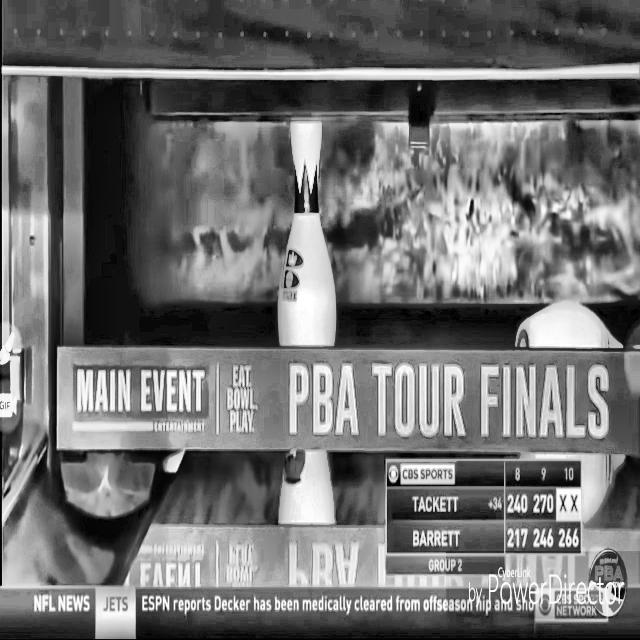 MAIN EVENT
ENTERTAINMENT
EAT.
BOWL.
PLAY.
PBA TOUR FINALS
GIF
CBS SPORTS 8 9 10
TACKETT +34 240 270 X X
BARRETT 217 246 266
GROUP 2
CyberLink
by PowerDirector
NFL NEWS JETS ESPN reports Decker has been medically cleared from offseason hip and sho
NETWORK
PBA